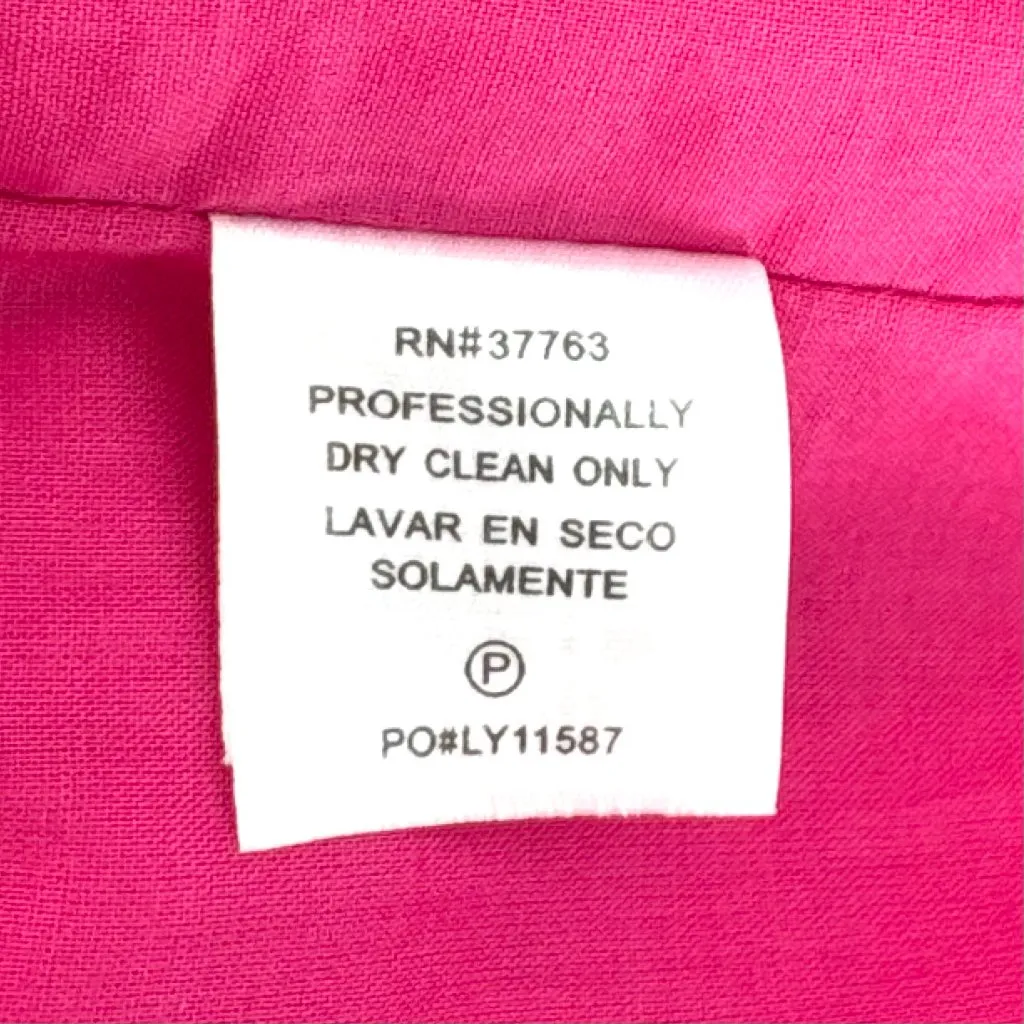 RN#37763
PROFESSIONALLY
DRY CLEAN ONLY
LAVAR EN SECO
SOLAMENTE
P
PO#LY11587